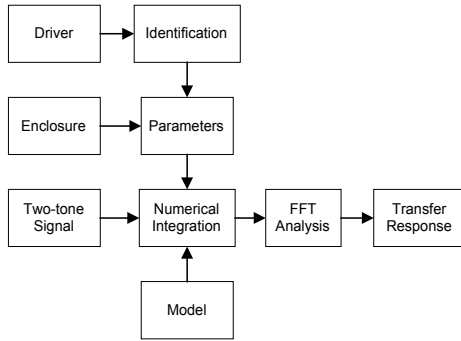 Driver
Identification
Enclosure
Parameters
Two-tone
Signal
Numerical
Integration
FFT
Analysis
Transfer
Response
Model